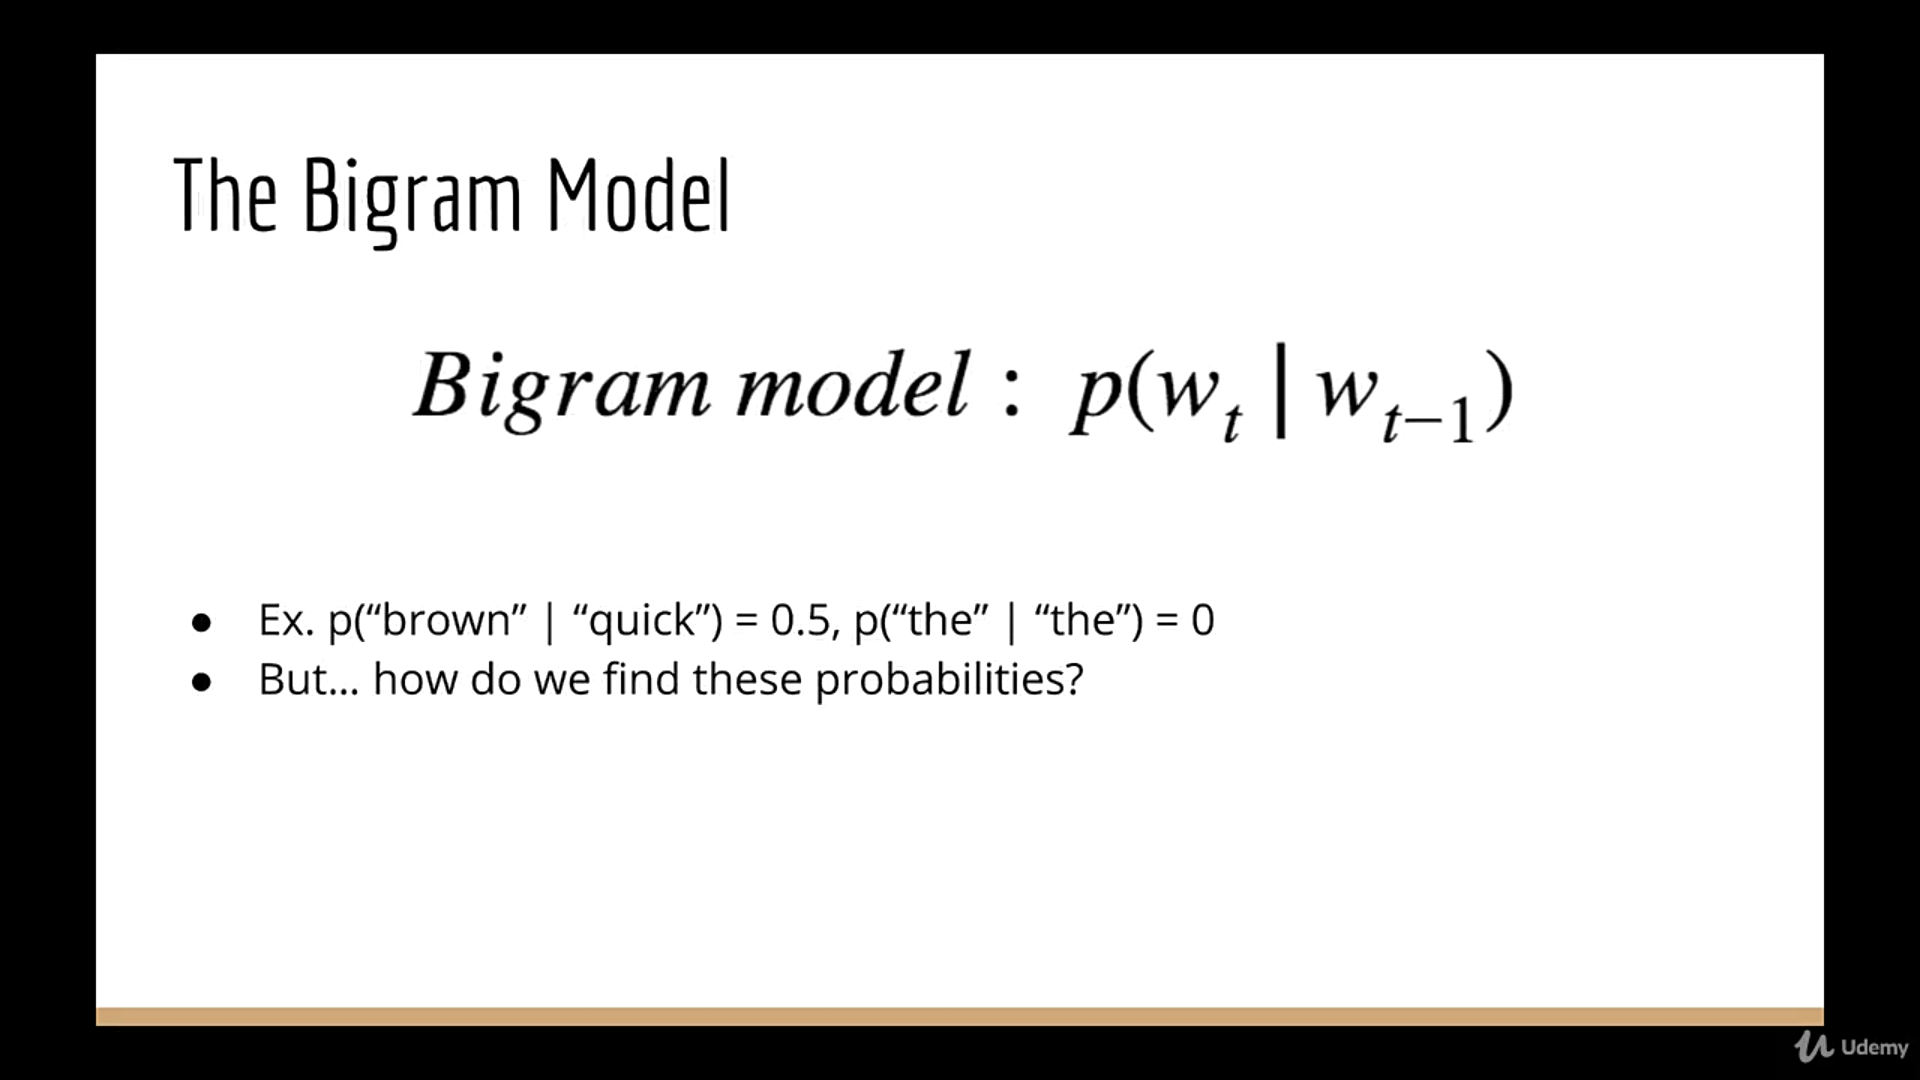 The Bigram Model
Bigram model : p(w_t | w_{t−1})
● Ex. p(“brown” | “quick”) = 0.5, p(“the” | “the”) = 0
● But... how do we find these probabilities?
Udemy